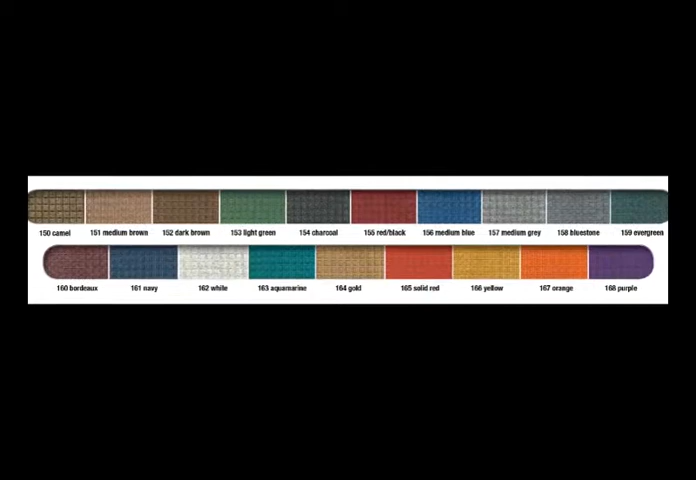 150 camel 151 medium brown 152 dark brown 153 light green 154 charcoal 155 red/black 156 medium blue 157 medium grey 158 bluestone 159 evergreen
160 bordeaux 161 navy 162 white 163 aquamarine 164 gold 165 solid red 166 yellow 167 orange 168 purple